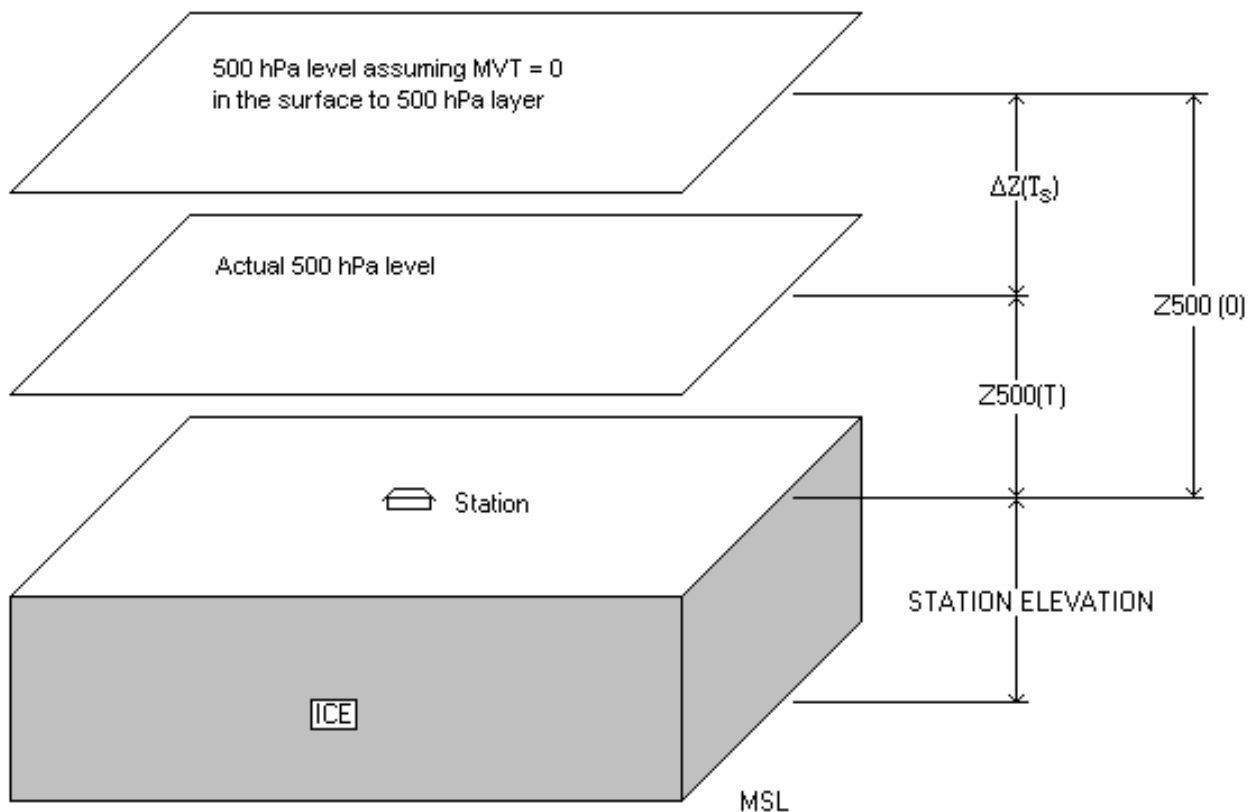 500 hPa level assuming MVT = 0
in the surface to 500 hPa layer
ΔZ(Ts)
Actual 500 hPa level
Z500 (0)
Z500(T)
Station
STATION ELEVATION
ICE
MSL